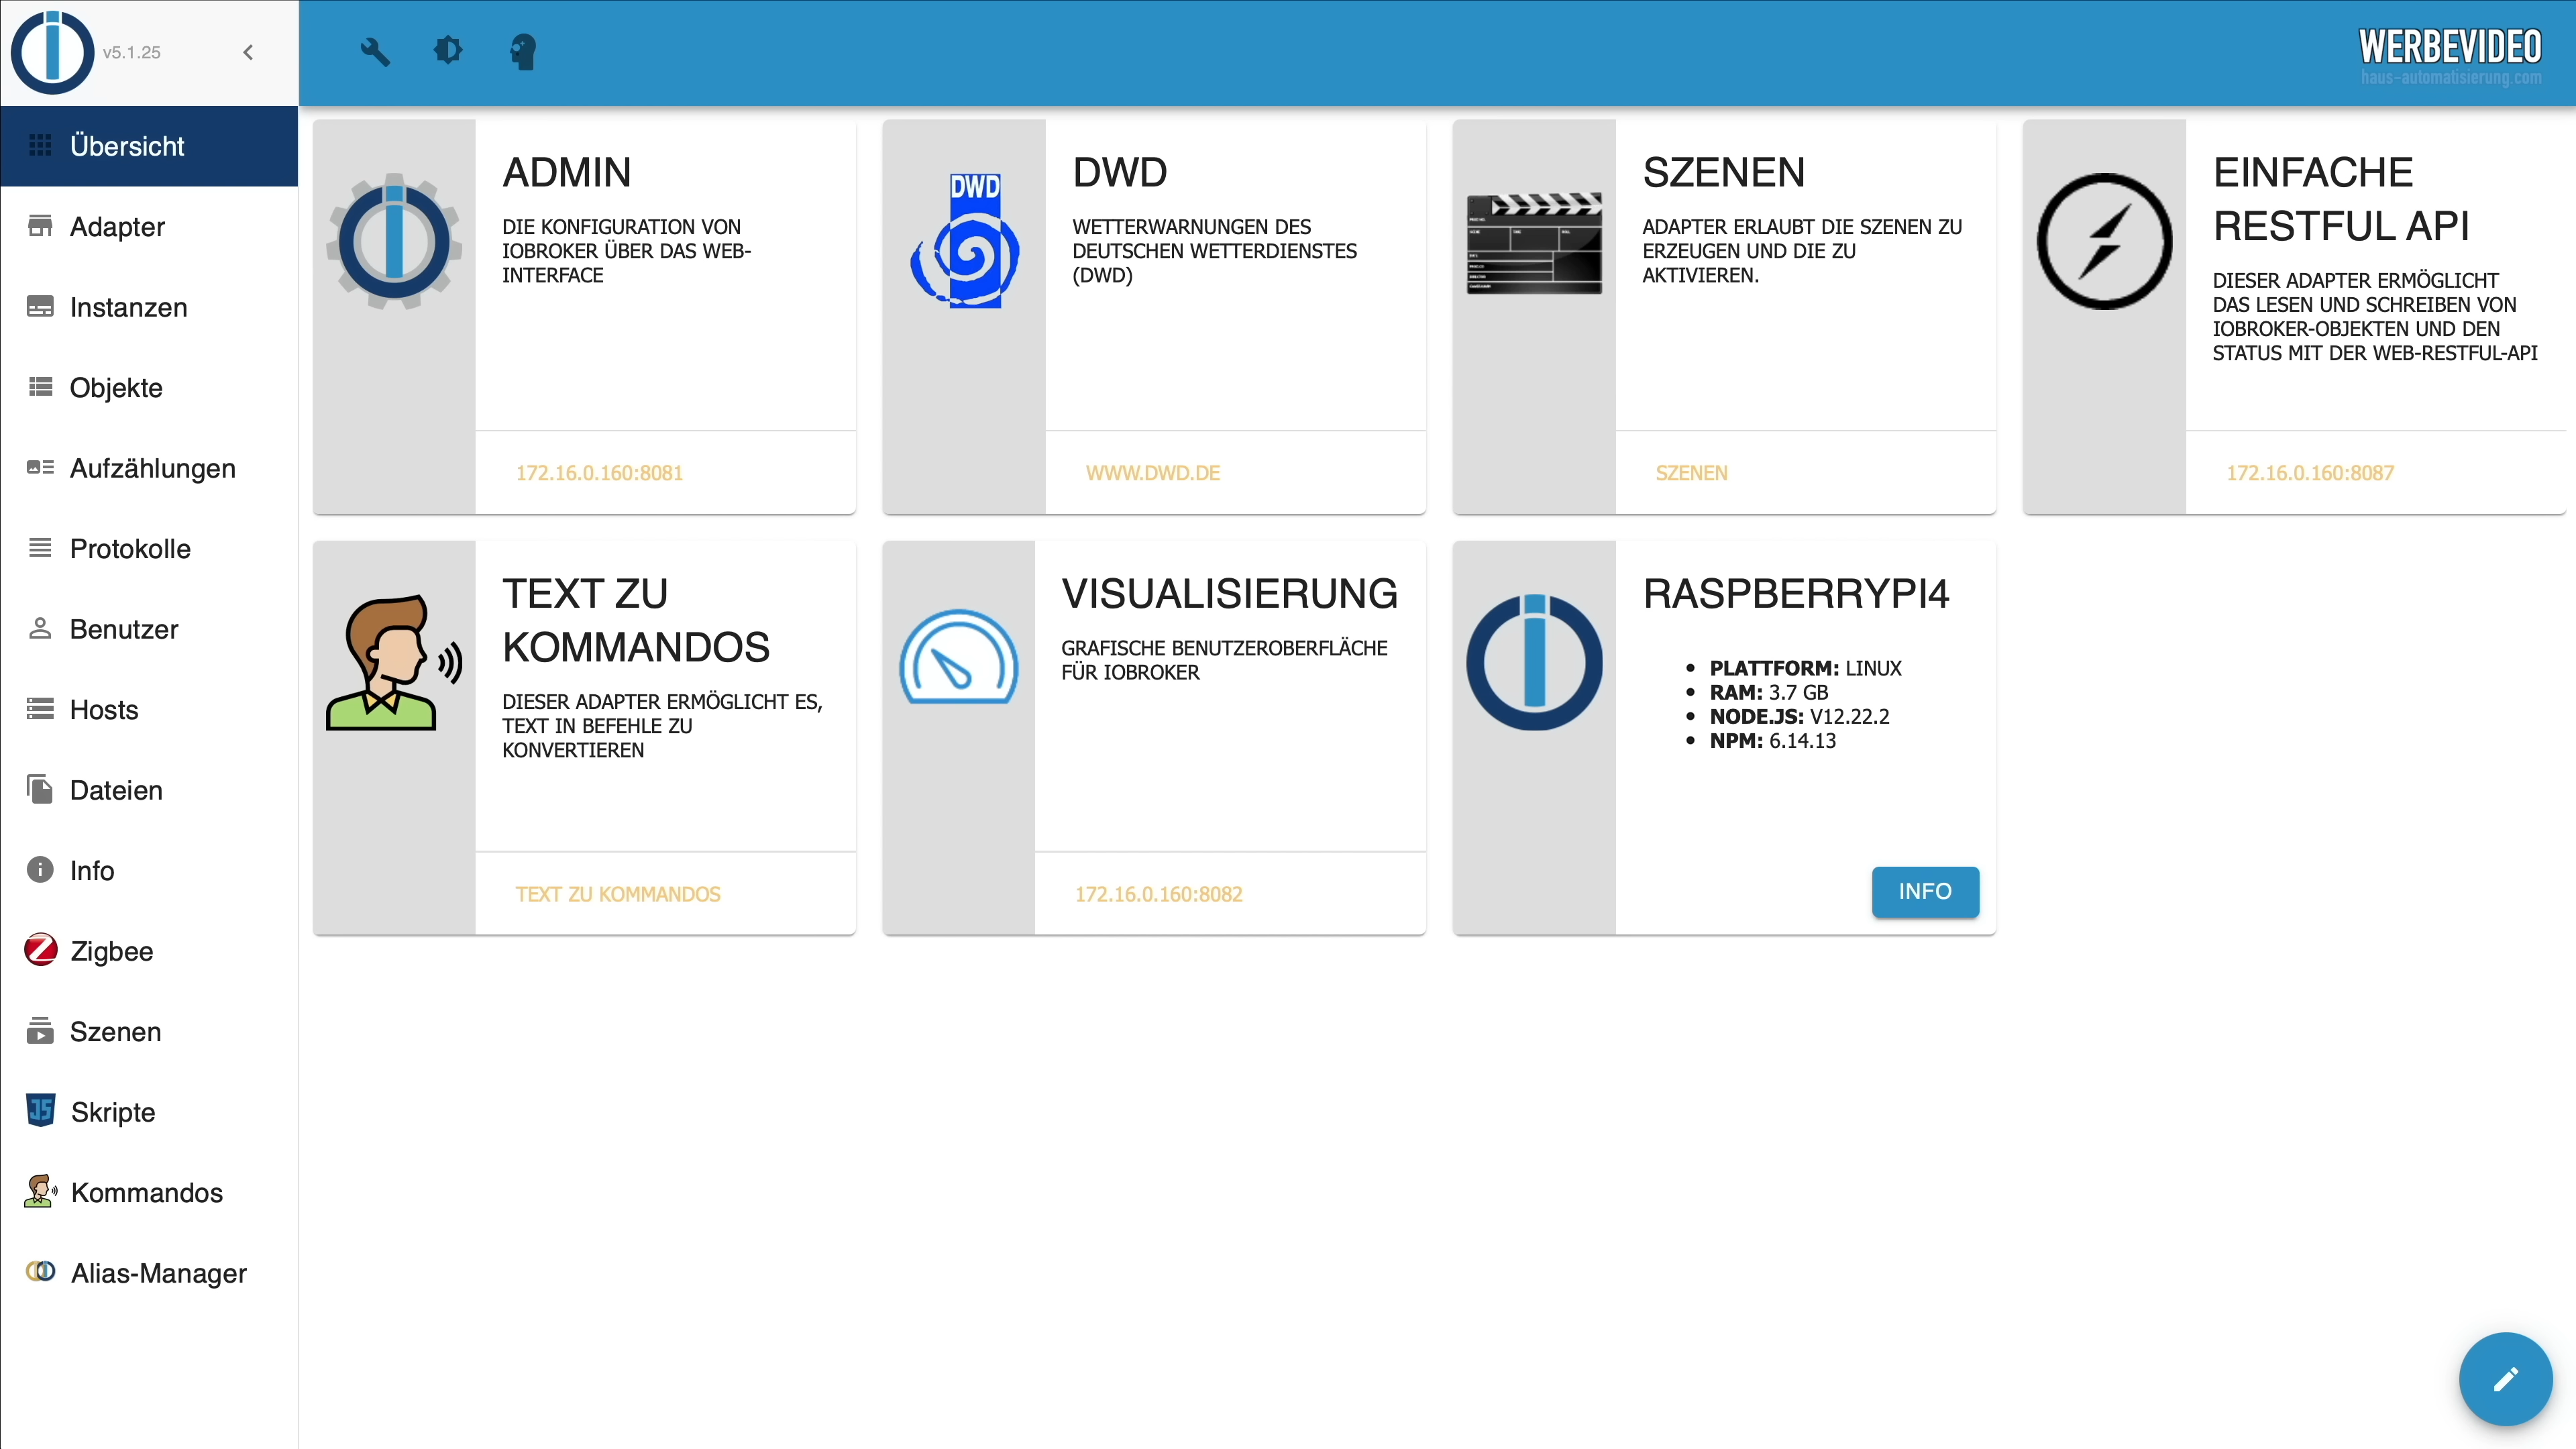 v5.1.25
WERBEVIDEO
haus-automatisierung.com
Übersicht
Adapter
Instanzen
Objekte
Aufzählungen
Protokolle
Benutzer
Hosts
Dateien
Info
Zigbee
Szenen
Skripte
Kommandos
Alias-Manager
ADMIN
DIE KONFIGURATION VON
IOBROKER ÜBER DAS WEB-
INTERFACE
172.16.0.160:8081
DWD
DWD
WETTERWARNUNGEN DES
DEUTSCHEN WETTERDIENSTES
(DWD)
WWW.DWD.DE
SZENEN
ADAPTER ERLAUBT DIE SZENEN ZU
ERZEUGEN UND DIE ZU
AKTIVIEREN.
SZENEN
EINFACHE
RESTFUL API
DIESER ADAPTER ERMÖGLICHT
DAS LESEN UND SCHREIBEN VON
IOBROKER-OBJEKTEN UND DEN
STATUS MIT DER WEB-RESTFUL-API
172.16.0.160:8087
TEXT ZU
KOMMANDOS
DIESER ADAPTER ERMÖGLICHT ES,
TEXT IN BEFEHLE ZU
KONVERTIEREN
TEXT ZU KOMMANDOS
VISUALISIERUNG
GRAFISCHE BENUTZEROBERFLÄCHE
FÜR IOBROKER
172.16.0.160:8082
RASPBERRYPI4
PLATTFORM: LINUX
RAM: 3.7 GB
NODE.JS: V12.22.2
NPM: 6.14.13
INFO